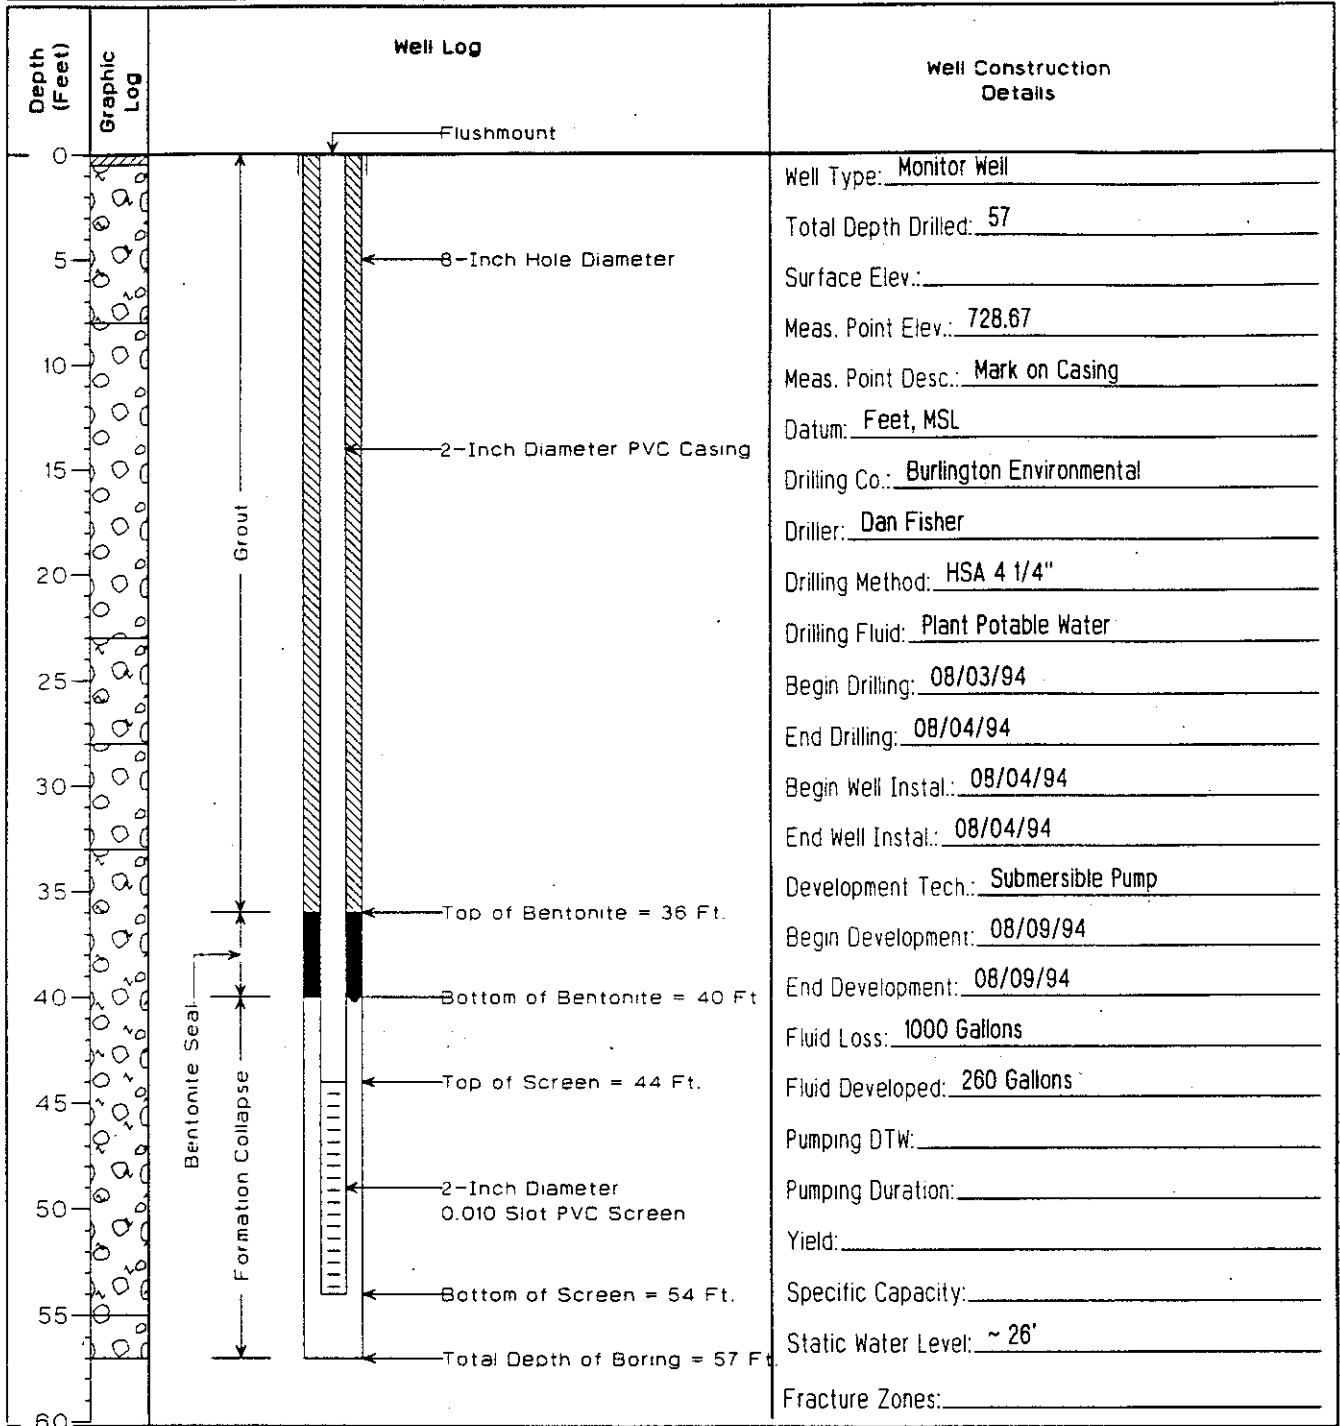 Depth
(Feet)
Graphic
Log
Well Log
Well Construction
Details
Flushmount
0
5
10
15
20
25
30
35
40
45
50
55
60
8-Inch Hole Diameter
2-Inch Diameter PVC Casing
Grout
Top of Bentonite = 36 Ft.
Bottom of Bentonite = 40 Ft
Bentonite Seal
Formation Collapse
Top of Screen = 44 Ft.
2-Inch Diameter
0.010 Slot PVC Screen
Bottom of Screen = 54 Ft.
Total Depth of Boring = 57 Ft.
Well Type: Monitor Well
Total Depth Drilled: 57
Surface Elev.:
Meas. Point Elev.: 728.67
Meas. Point Desc.: Mark on Casing
Datum: Feet, MSL
Drilling Co.: Burlington Environmental
Driller: Dan Fisher
Drilling Method: HSA 4 1/4"
Drilling Fluid: Plant Potable Water
Begin Drilling: 08/03/94
End Drilling: 08/04/94
Begin Well Instal.: 08/04/94
End Well Instal.: 08/04/94
Development Tech.: Submersible Pump
Begin Development: 08/09/94
End Development: 08/09/94
Fluid Loss: 1000 Gallons
Fluid Developed: 260 Gallons
Pumping DTW:
Pumping Duration:
Yield:
Specific Capacity:
Static Water Level: ~ 26'
Fracture Zones: